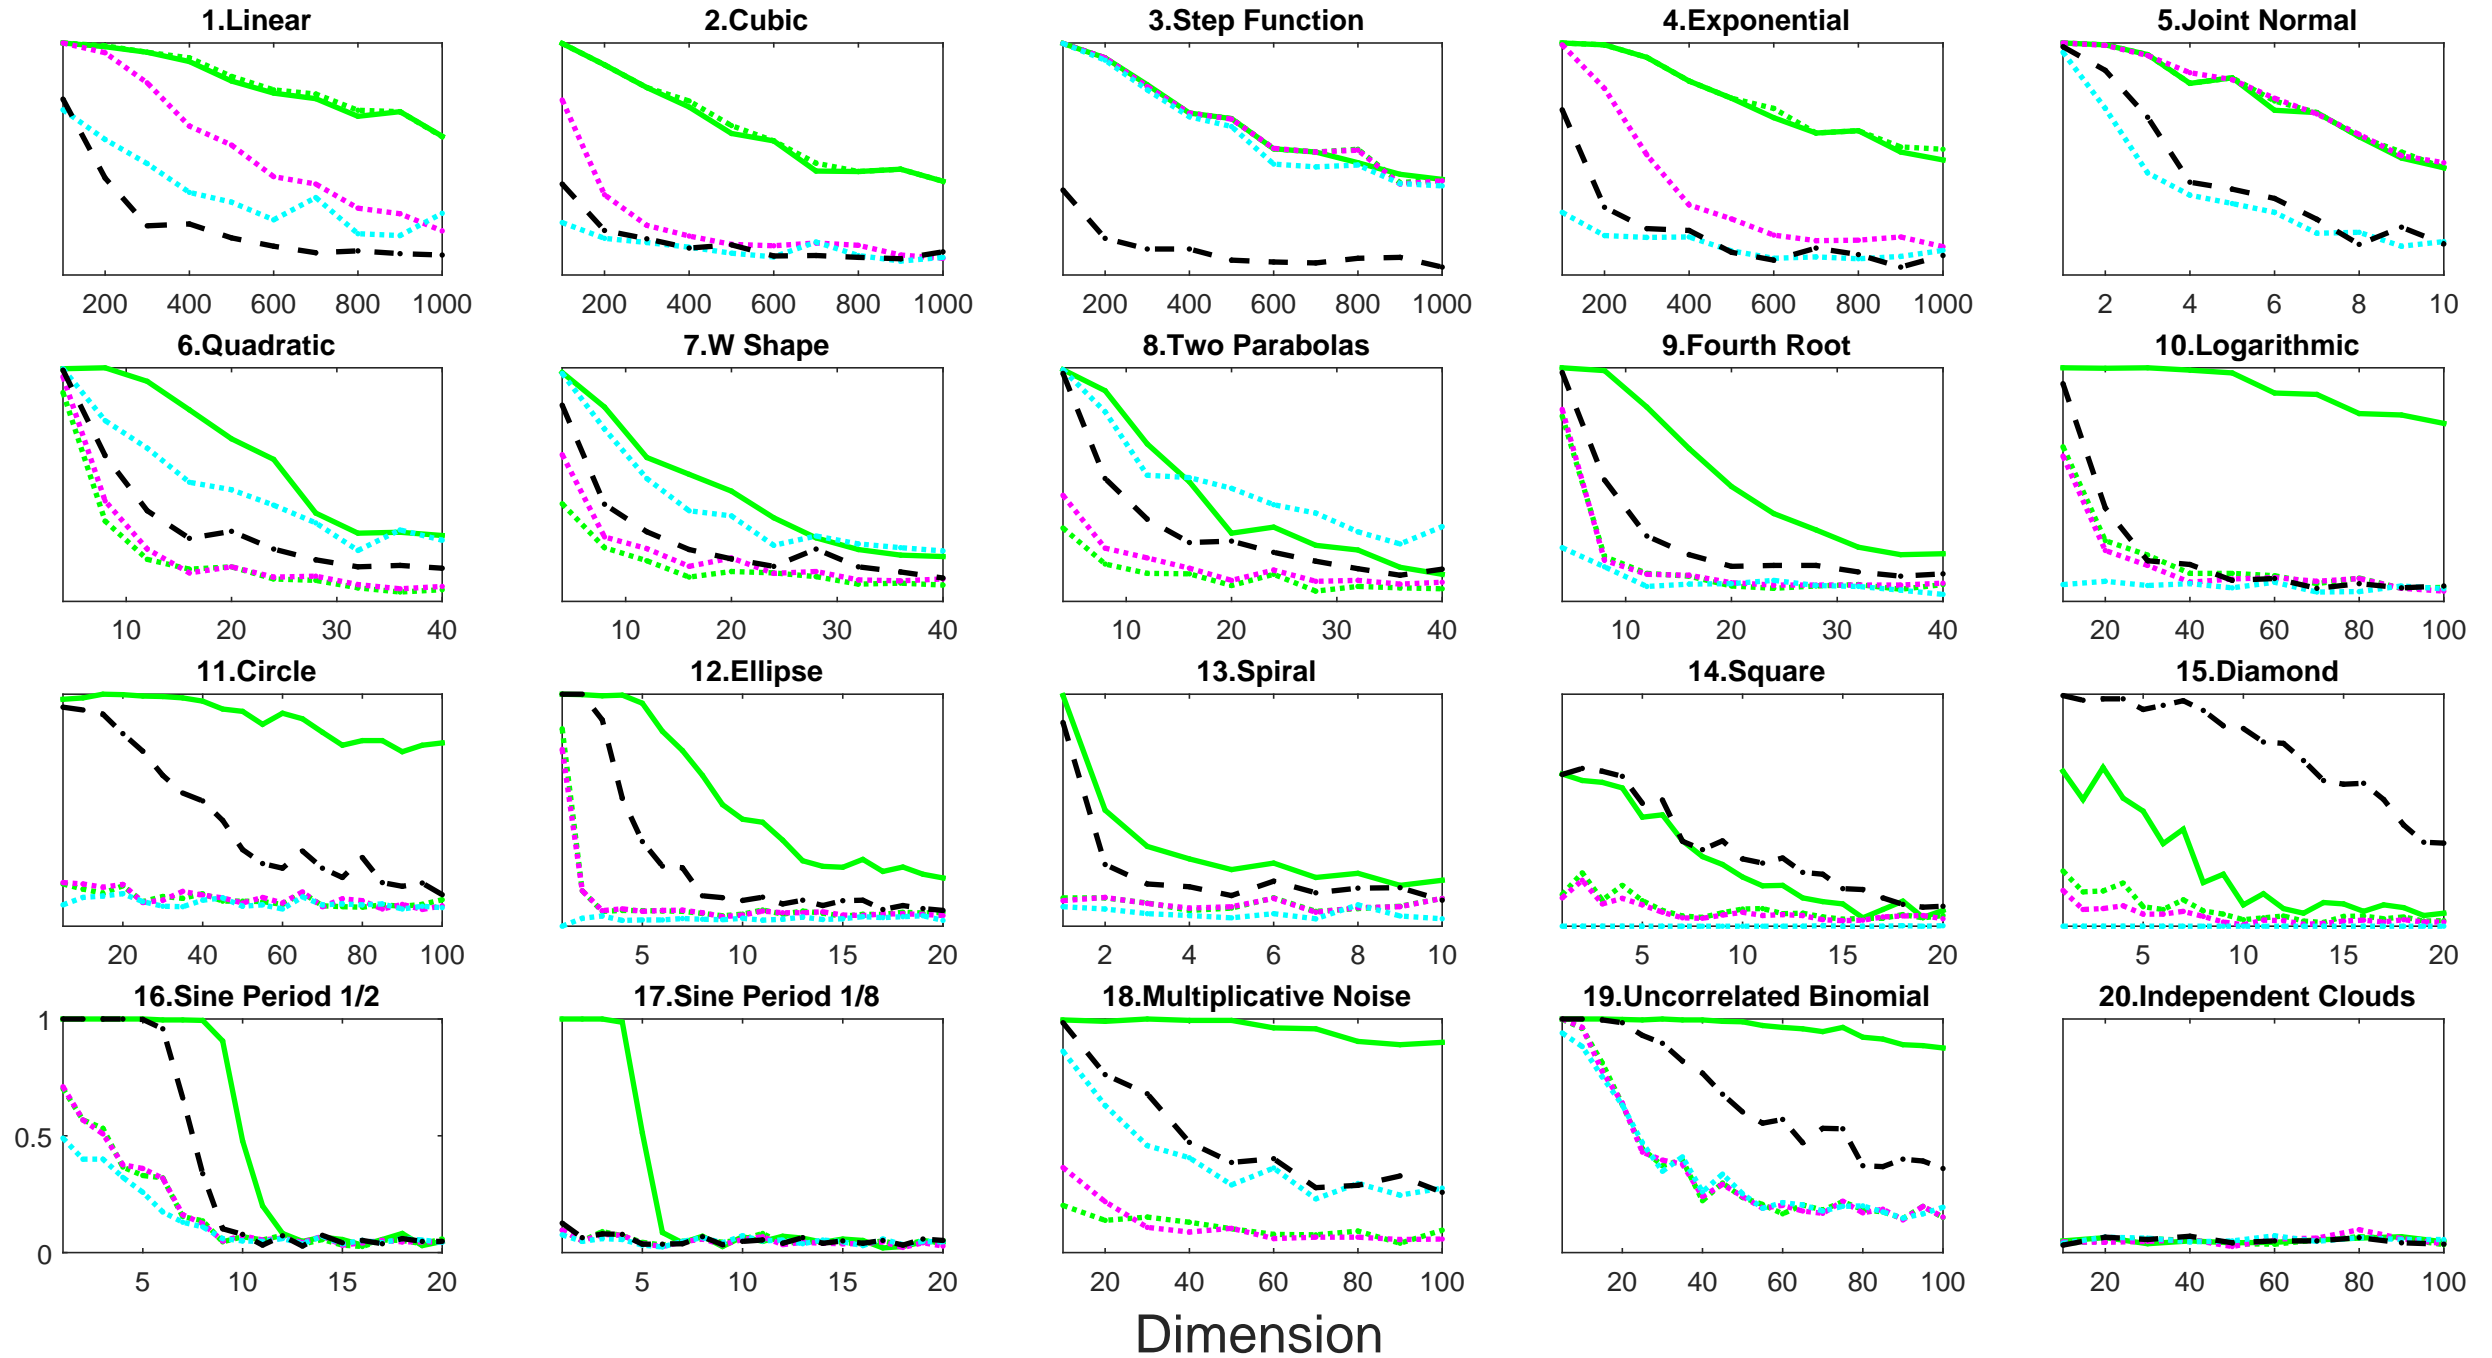 1.Linear 2.Cubic 3.Step Function 4.Exponential 5.Joint Normal
200 400 600 800 1000 200 400 600 800 1000 200 400 600 800 1000 200 400 600 800 1000 2 4 6 8 10
6.Quadratic 7.W Shape 8.Two Parabolas 9.Fourth Root 10.Logarithmic
10 20 30 40 10 20 30 40 10 20 30 40 10 20 30 40 20 40 60 80 100
11.Circle 12.Ellipse 13.Spiral 14.Square 15.Diamond
20 40 60 80 100 5 10 15 20 2 4 6 8 10 5 10 15 20 5 10 15 20
16.Sine Period 1/2 17.Sine Period 1/8 18.Multiplicative Noise 19.Uncorrelated Binomial 20.Independent Clouds
1
0.5
0
5 10 15 20 5 10 15 20 20 40 60 80 100 20 40 60 80 100 20 40 60 80 100
Dimension